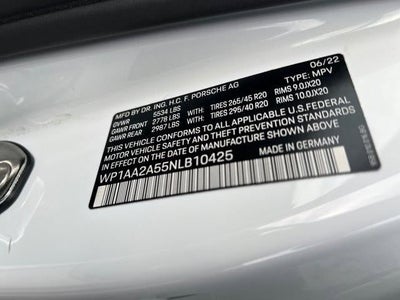 06/22
MFD BY DR. ING. H.C. F. PORSCHE AG
GVWR 5534 LBS TYPE: MPV
GAWR FRONT 2778 LBS WITH TIRES 265/45 R20 RIMS 9.0JX20
GAWR REAR 2987 LBS WITH TIRES 295/40 R20 RIMS 10.0JX20
THIS VEHICLE CONFORMS TO ALL APPLICABLE U.S. FEDERAL
MOTOR VEHICLE SAFETY AND THEFT PREVENTION STANDARDS
IN EFFECT ON THE DATE OF MANUFACTURE SHOWN ABOVE.
WP1AA2A55NLB10425
MADE IN GERMANY